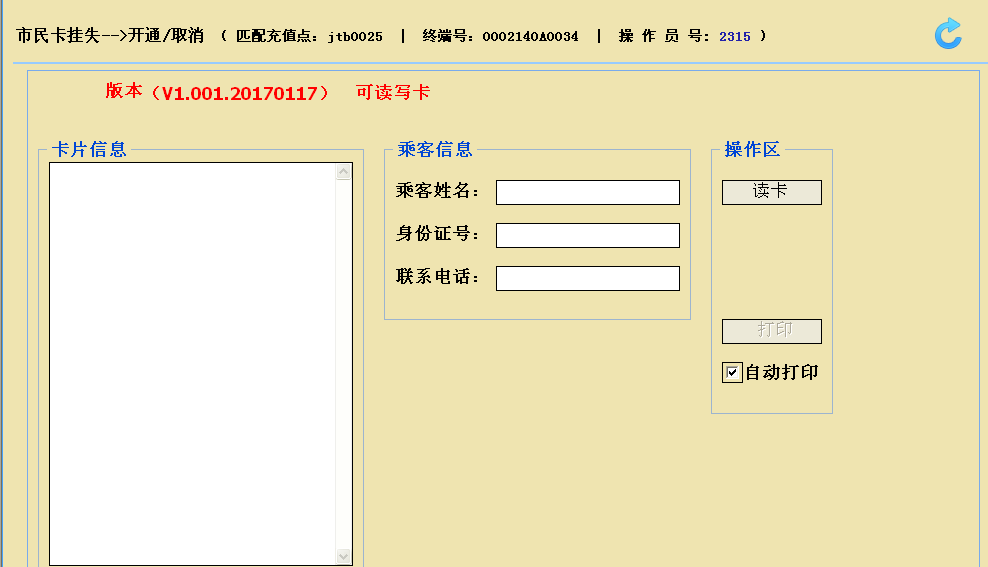 市民卡挂失-->开通/取消 ( 匹配充值点: jtb0025 | 终端号: 0002140A0034 | 操 作 员 号: 2315 )
版本（V1.001.20170117） 可读写卡
卡片信息
乘客信息
乘客姓名：
身份证号：
联系电话：
操作区
读卡
打印
自动打印